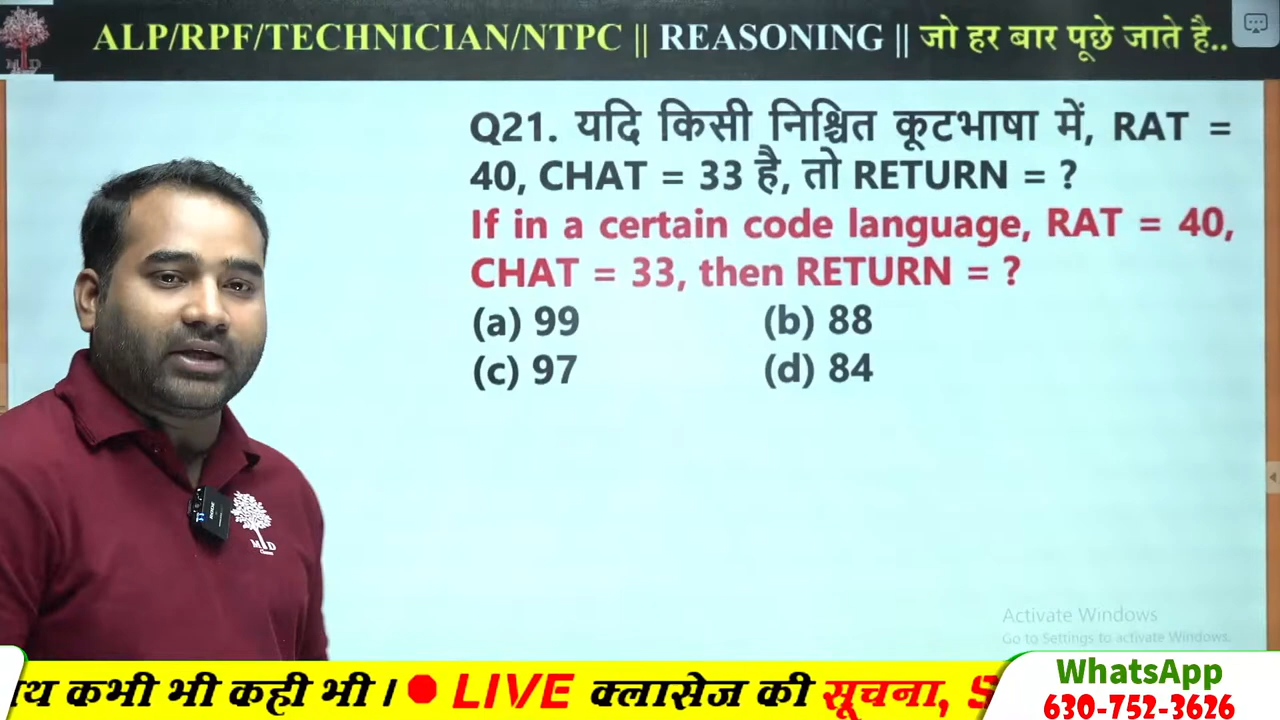 ALP/RPF/TECHNICIAN/NTPC || REASONING || जो हर बार पूछे जाते है..
Q21. यदि किसी निश्चित कूटभाषा में, RAT =
40, CHAT = 33 है, तो RETURN = ?
If in a certain code language, RAT = 40,
CHAT = 33, then RETURN = ?
(a) 99 (b) 88
(c) 97 (d) 84
M D
Classes
Activate Windows
Go to Settings to activate Windows.
थ कभी भी कही भी । LIVE क्लासेज की सूचना, S
WhatsApp
630-752-3626